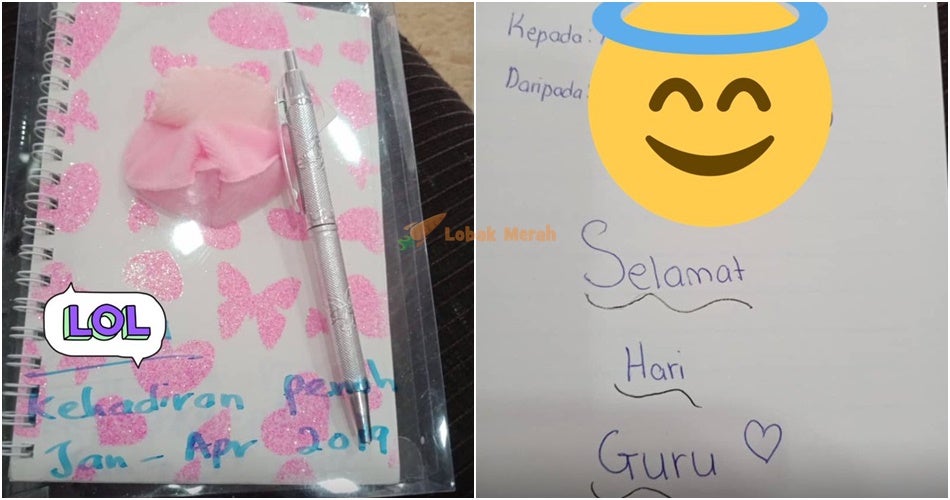 LOL
Kehadiran penuh
Jan - Apr 2019
Lobak Merah
Kepada:
Daripada:
Selamat
Hari
Guru